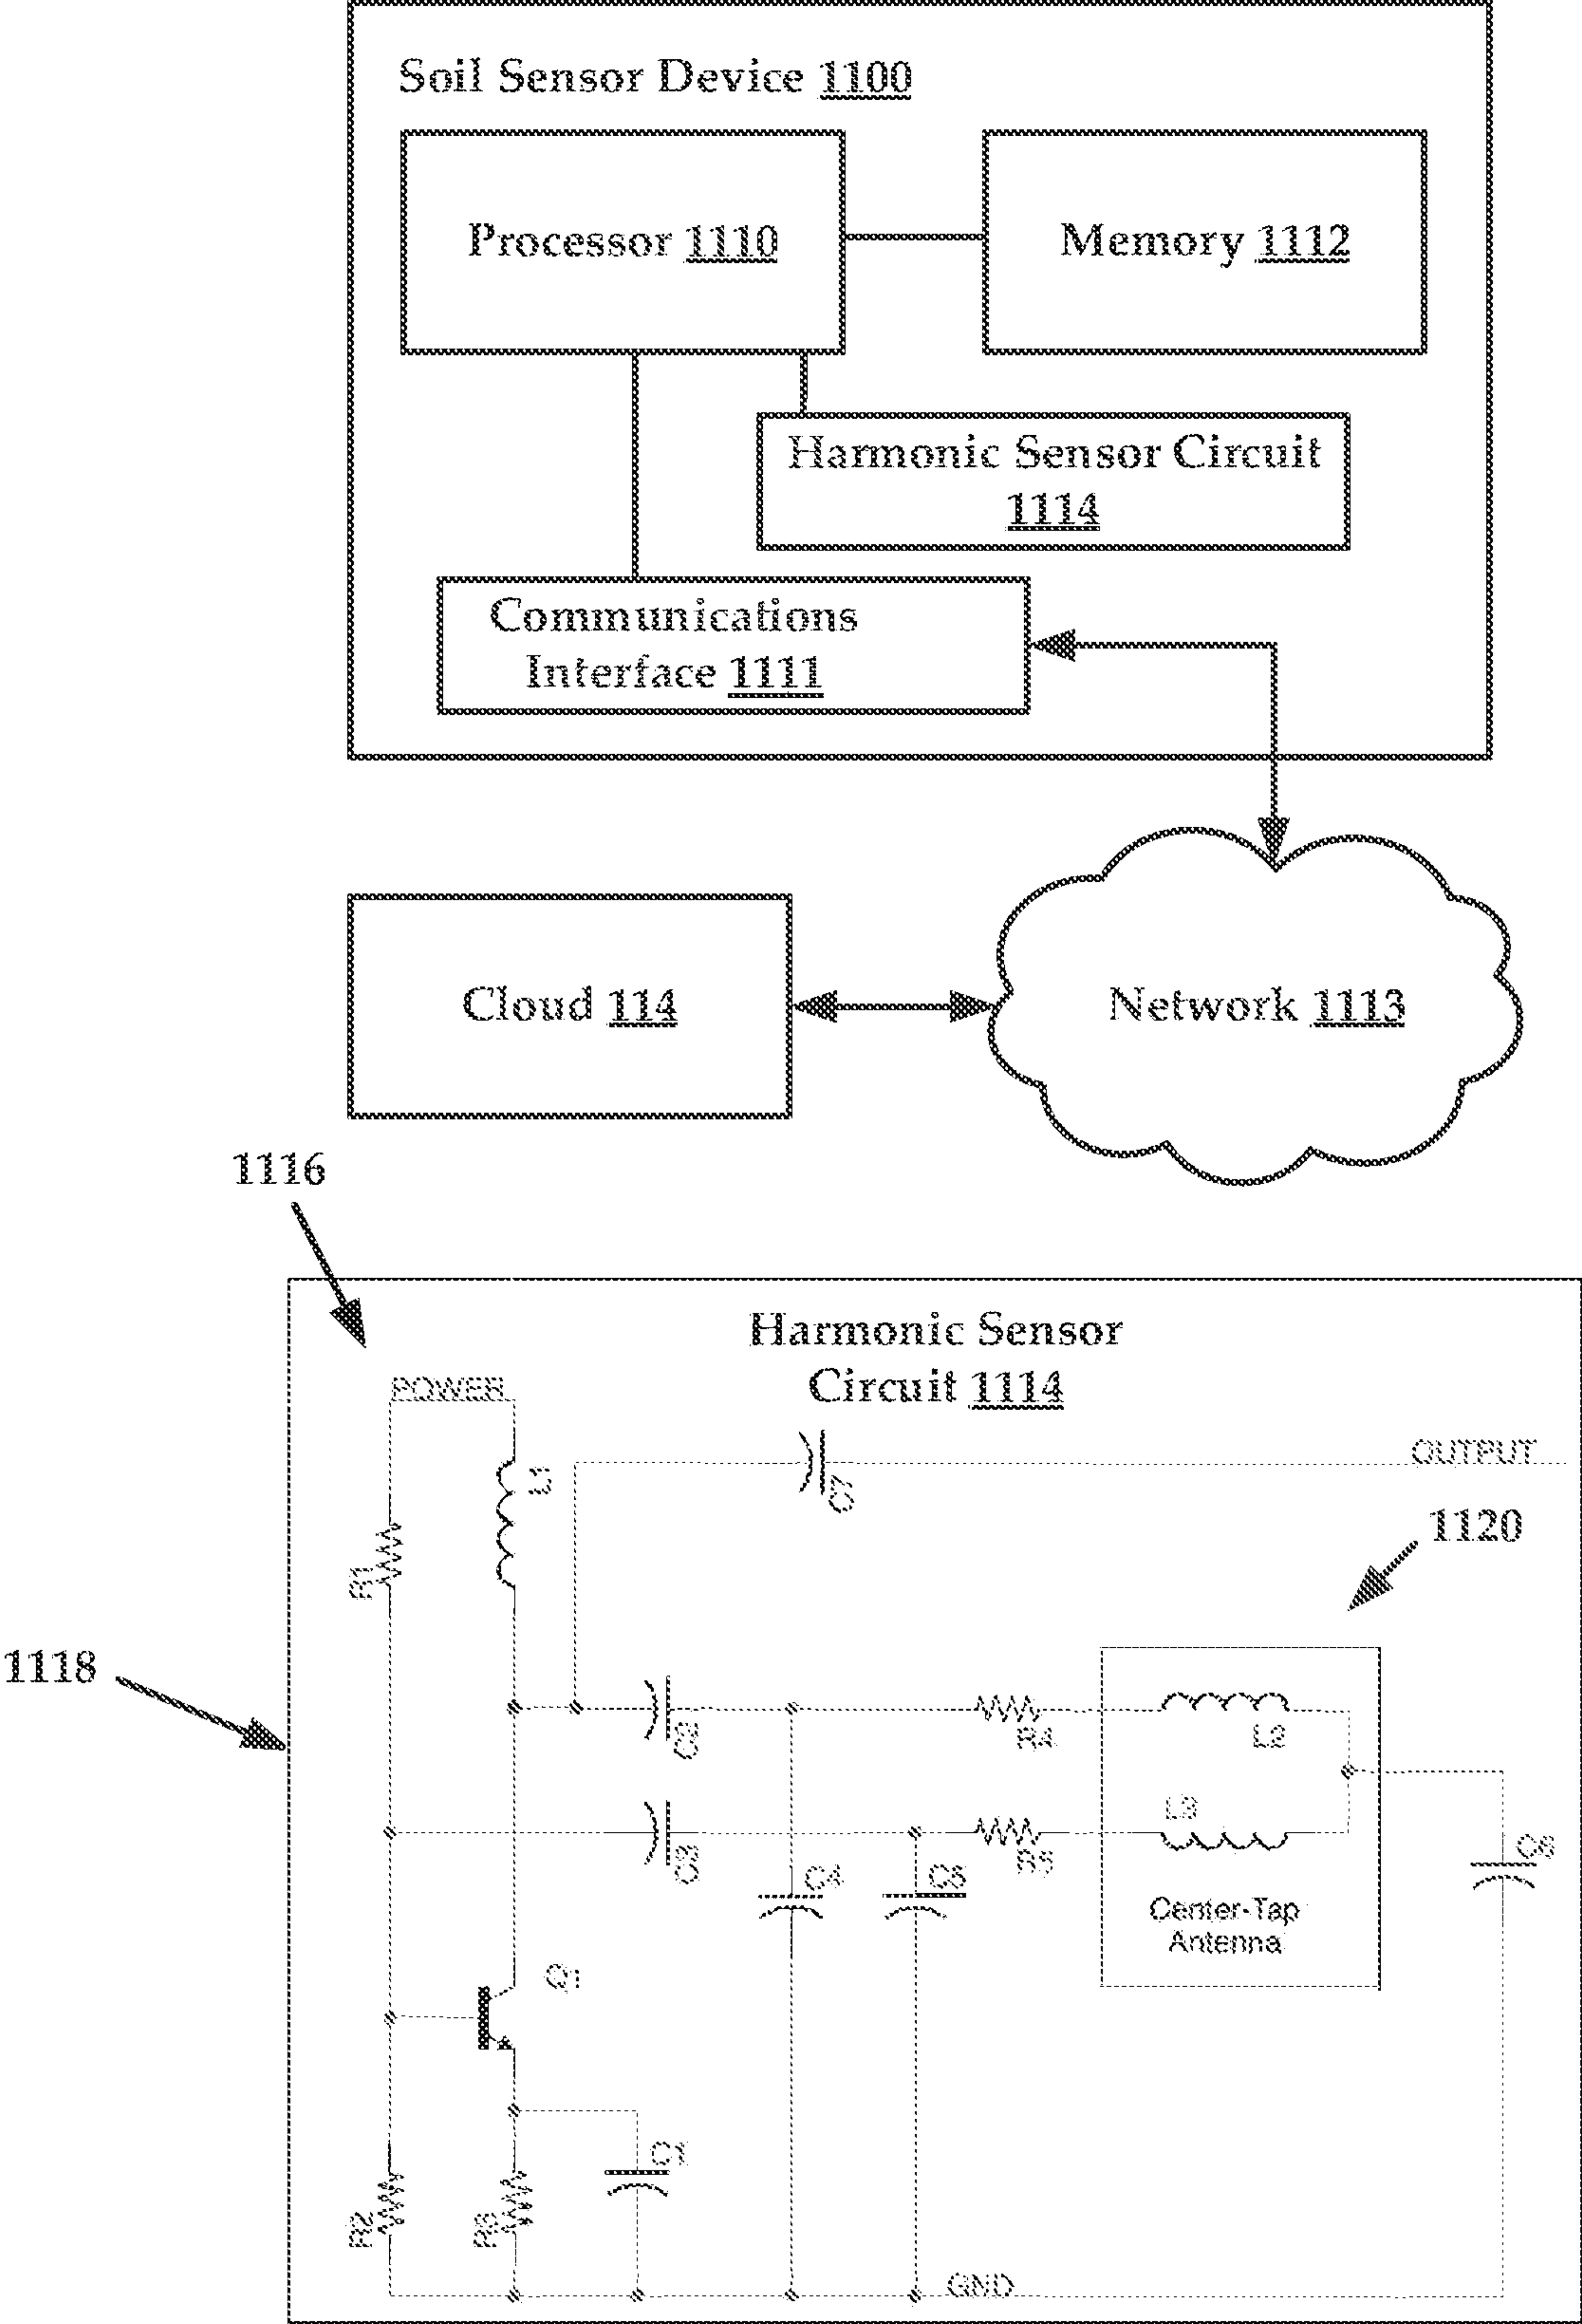 Soil Sensor Device 1100
Processor 1110
Memory 1112
Harmonic Sensor Circuit
1114
Communications
Interface 1111
Cloud 114
Network 1113
1116
Harmonic Sensor
Circuit 1114
POWER
OUTPUT
L1
C7
1120
R1
1118
C2
R4
L2
L3
C3
R5
C4
C5
C6
Center-Tap
Antenna
Q1
C1
R2
R3
GND